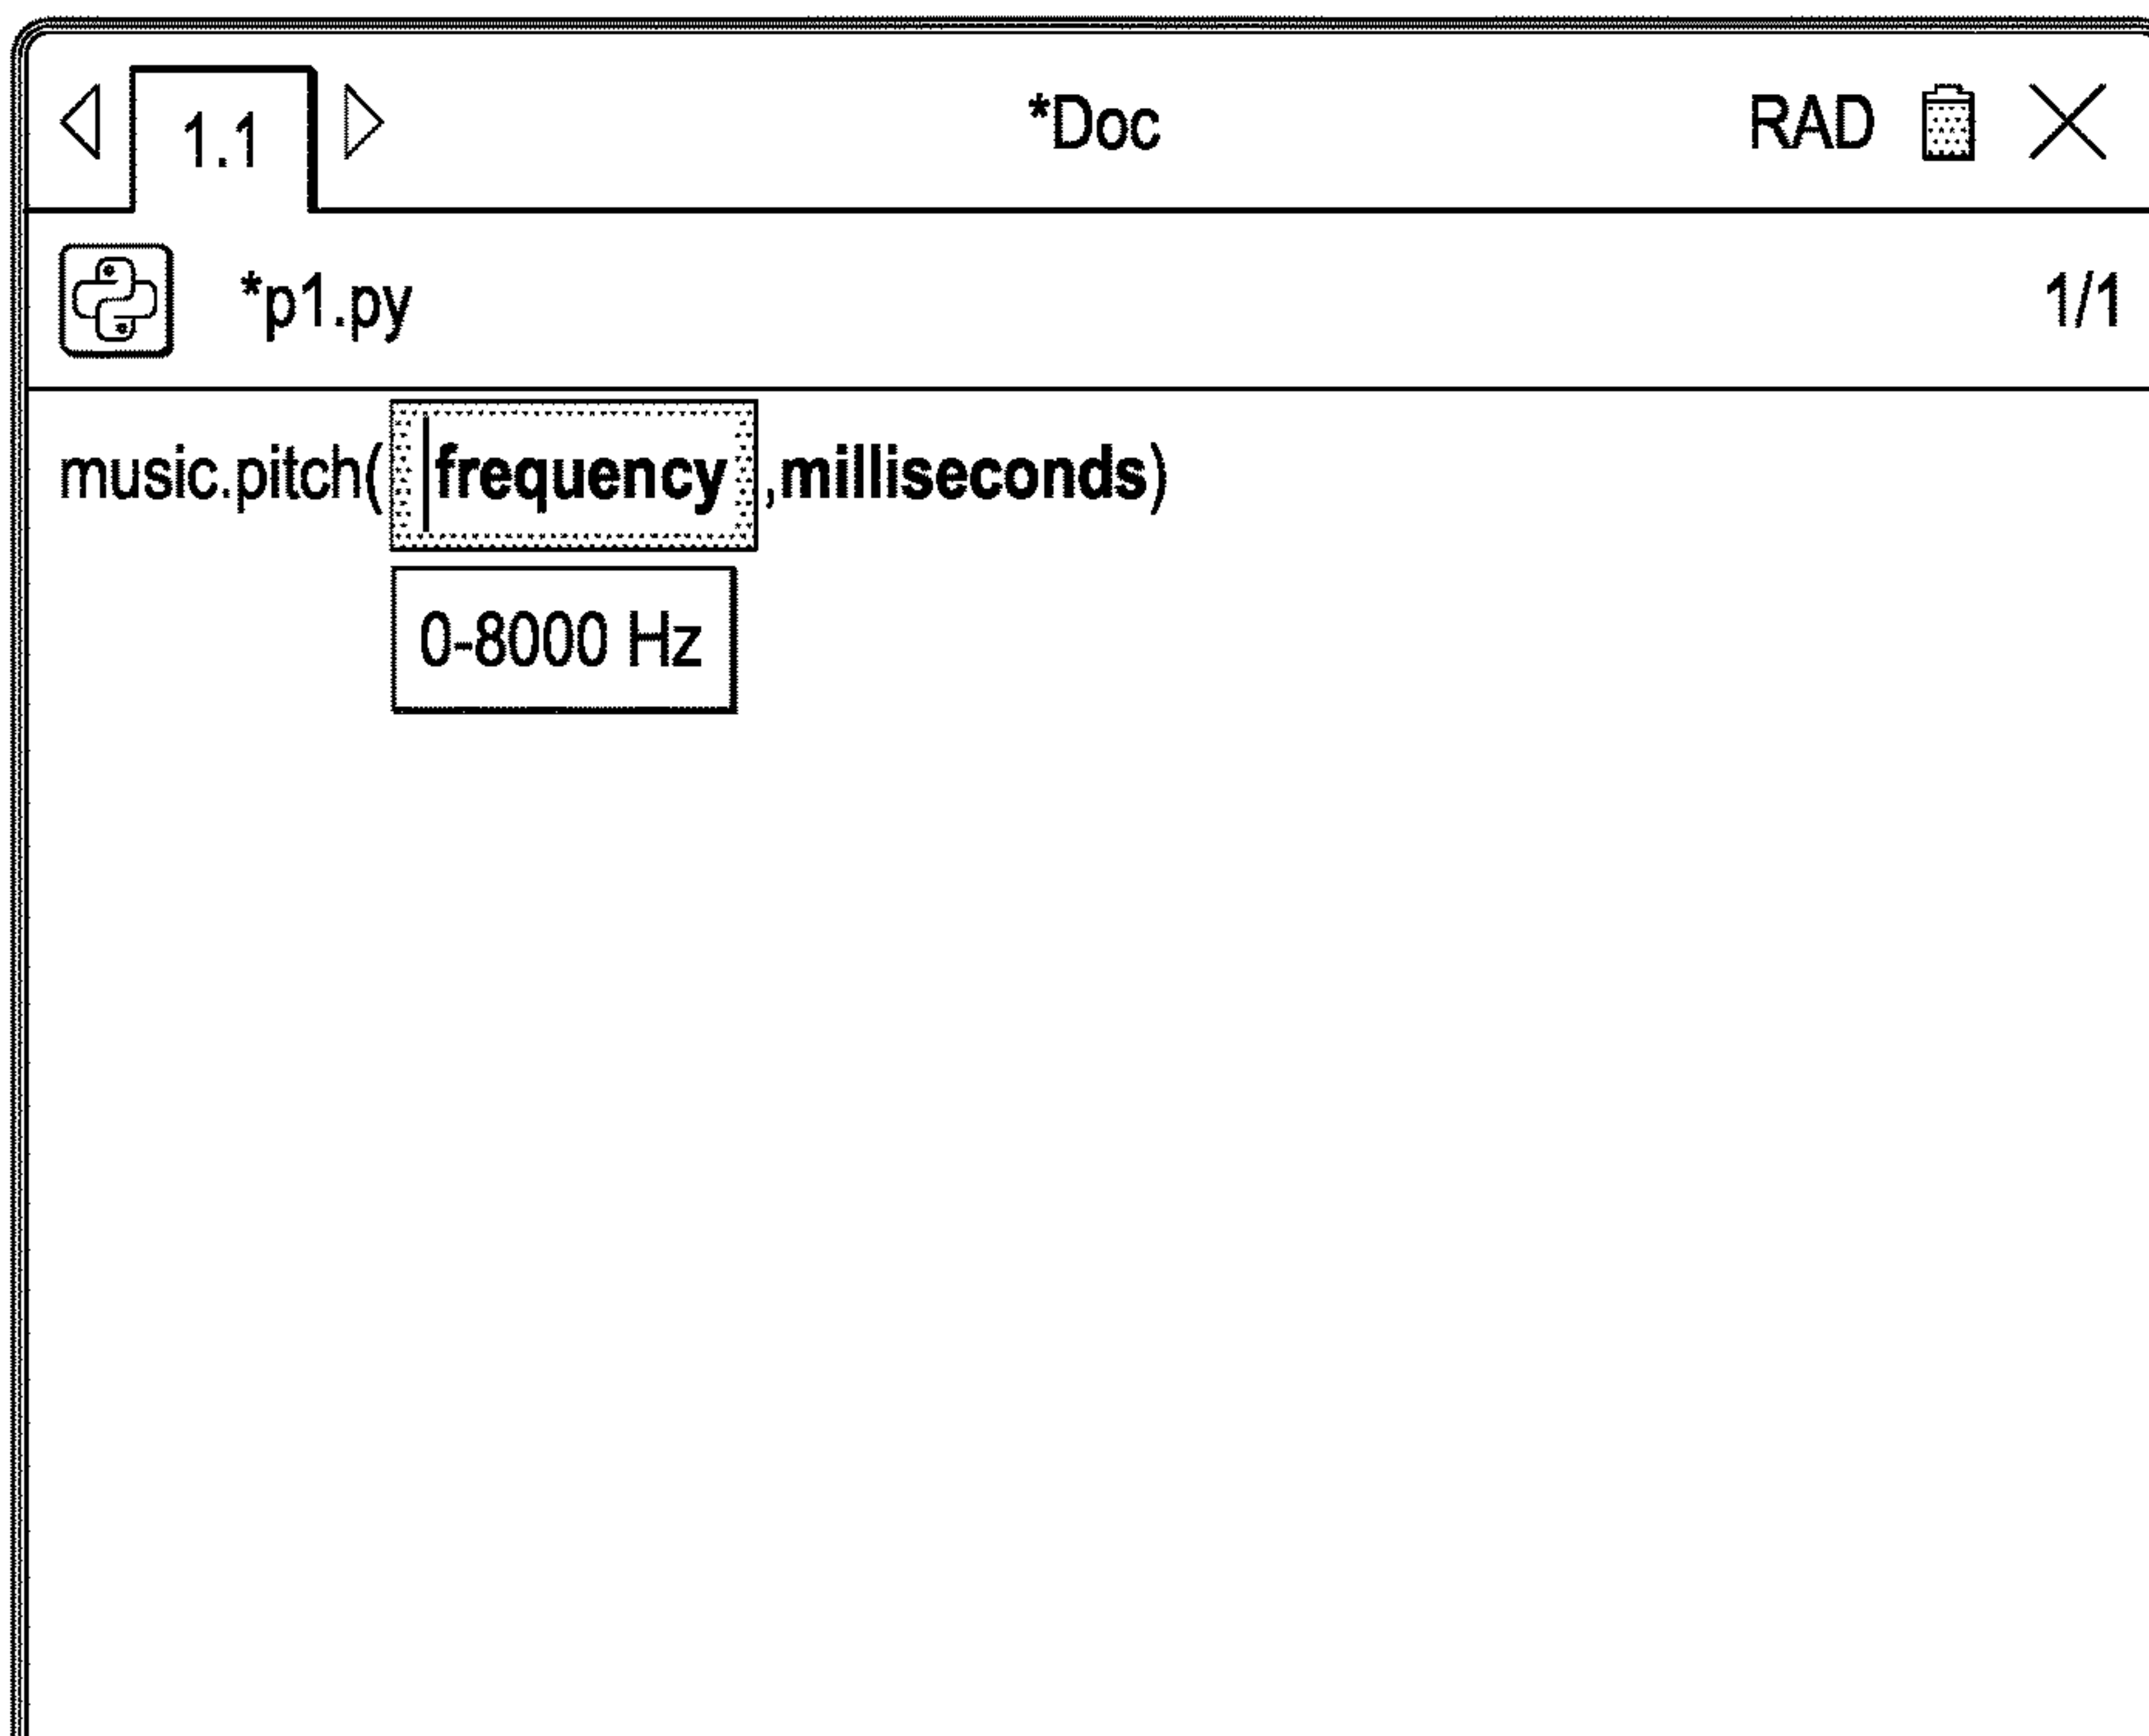 1.1 *Doc RAD
*p1.py 1/1
music.pitch(frequency,milliseconds)
0-8000 Hz